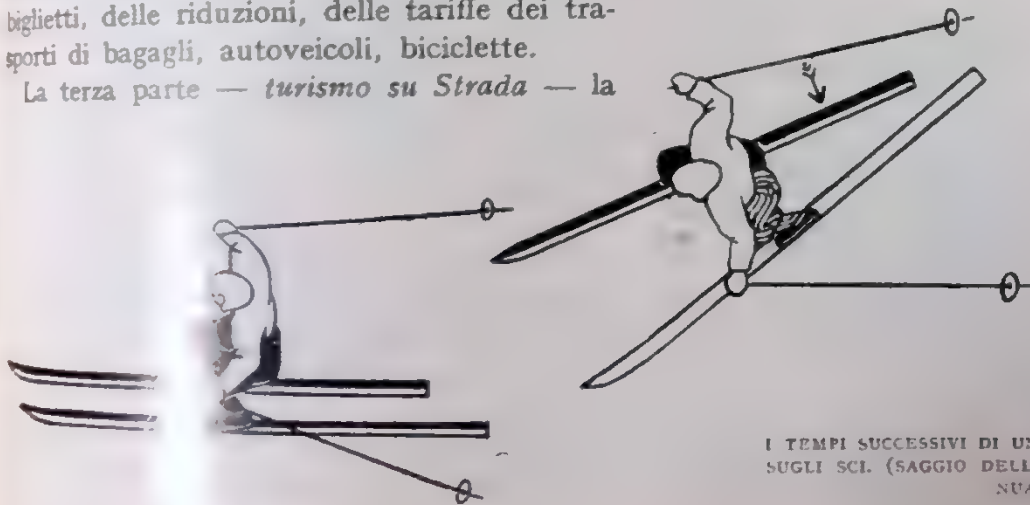 biglietti, delle riduzioni, delle tariffe dei tra-
sporti di bagagli, autoveicoli, biciclette.
La terza parte — turismo su Strada — la
I TEMPI SUCCESSIVI DI
SUGLI SCI. (SAGGIO